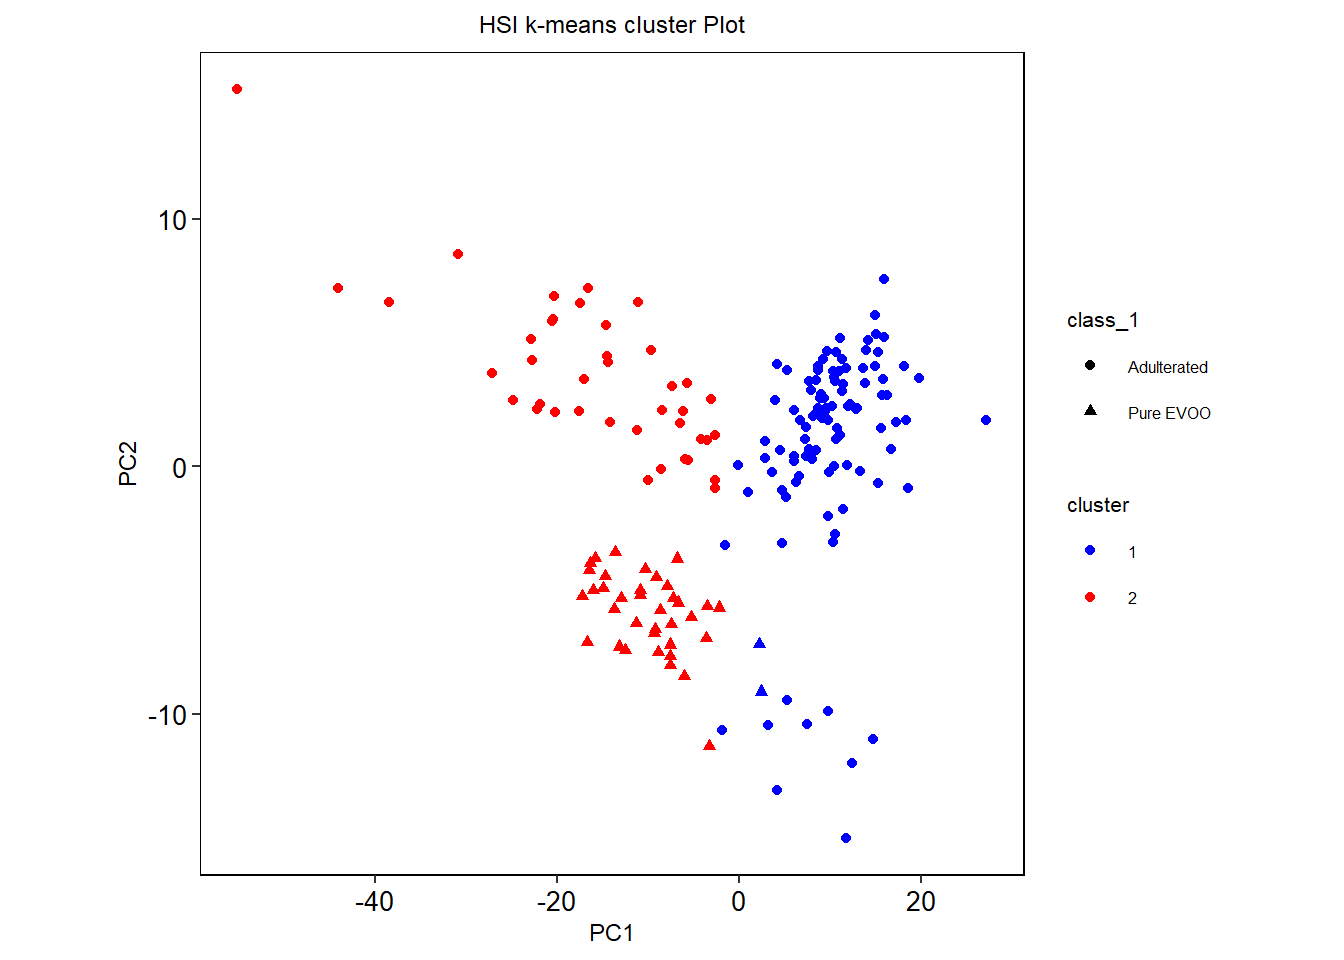 HSI k-means cluster Plot
10
0
-10
PC2
-40
-20
0
20
PC1
class_1
Adulterated
Pure EVOO
cluster
1
2